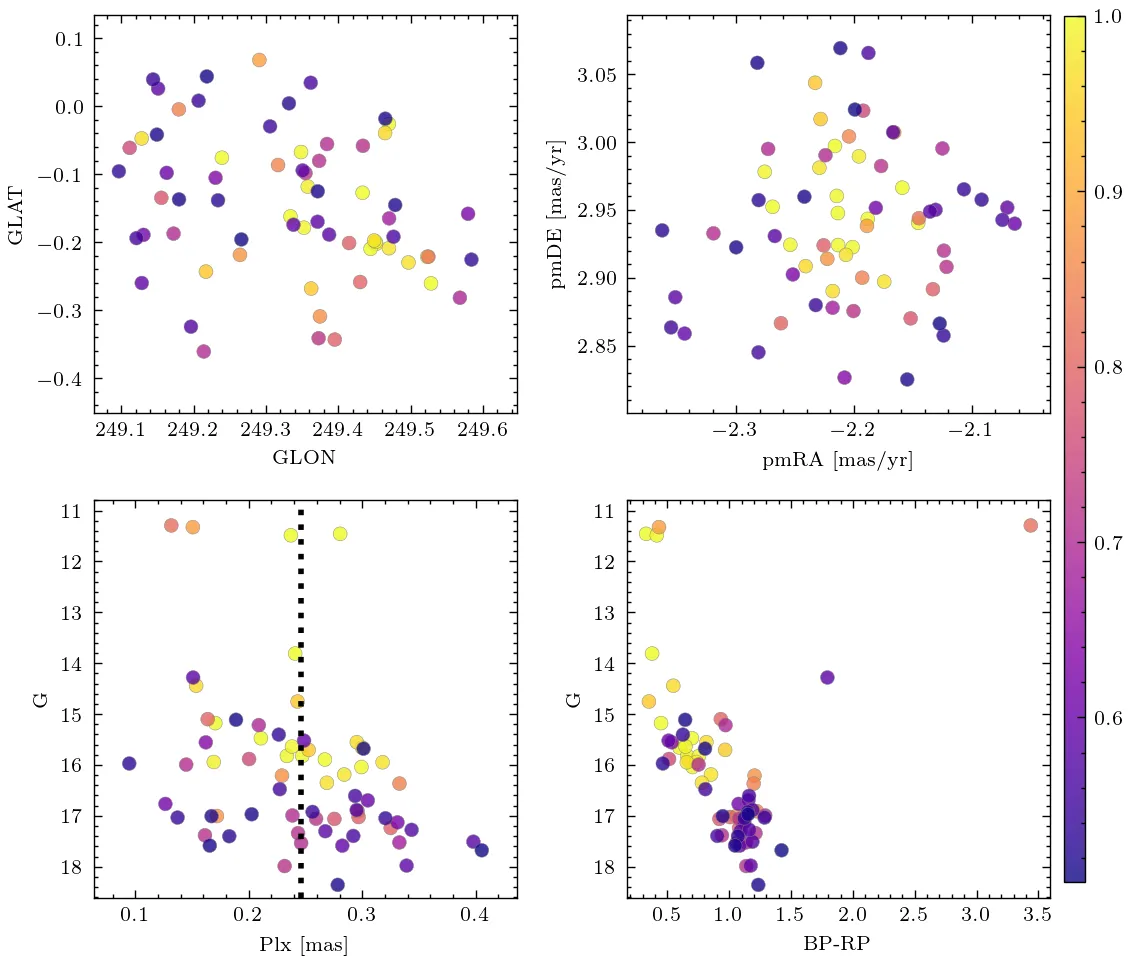 0.1
0.0
−0.1
−0.2
−0.3
−0.4
GLAT
249.1 249.2 249.3 249.4 249.5 249.6
GLON
3.05
3.00
2.95
2.90
2.85
pmDE [mas/yr]
−2.3 −2.2 −2.1
pmRA [mas/yr]
1.0
0.9
0.8
0.7
0.6
11
12
13
14
15
16
17
18
G
0.1 0.2 0.3 0.4
Plx [mas]
11
12
13
14
15
16
17
18
G
0.5 1.0 1.5 2.0 2.5 3.0 3.5
BP-RP